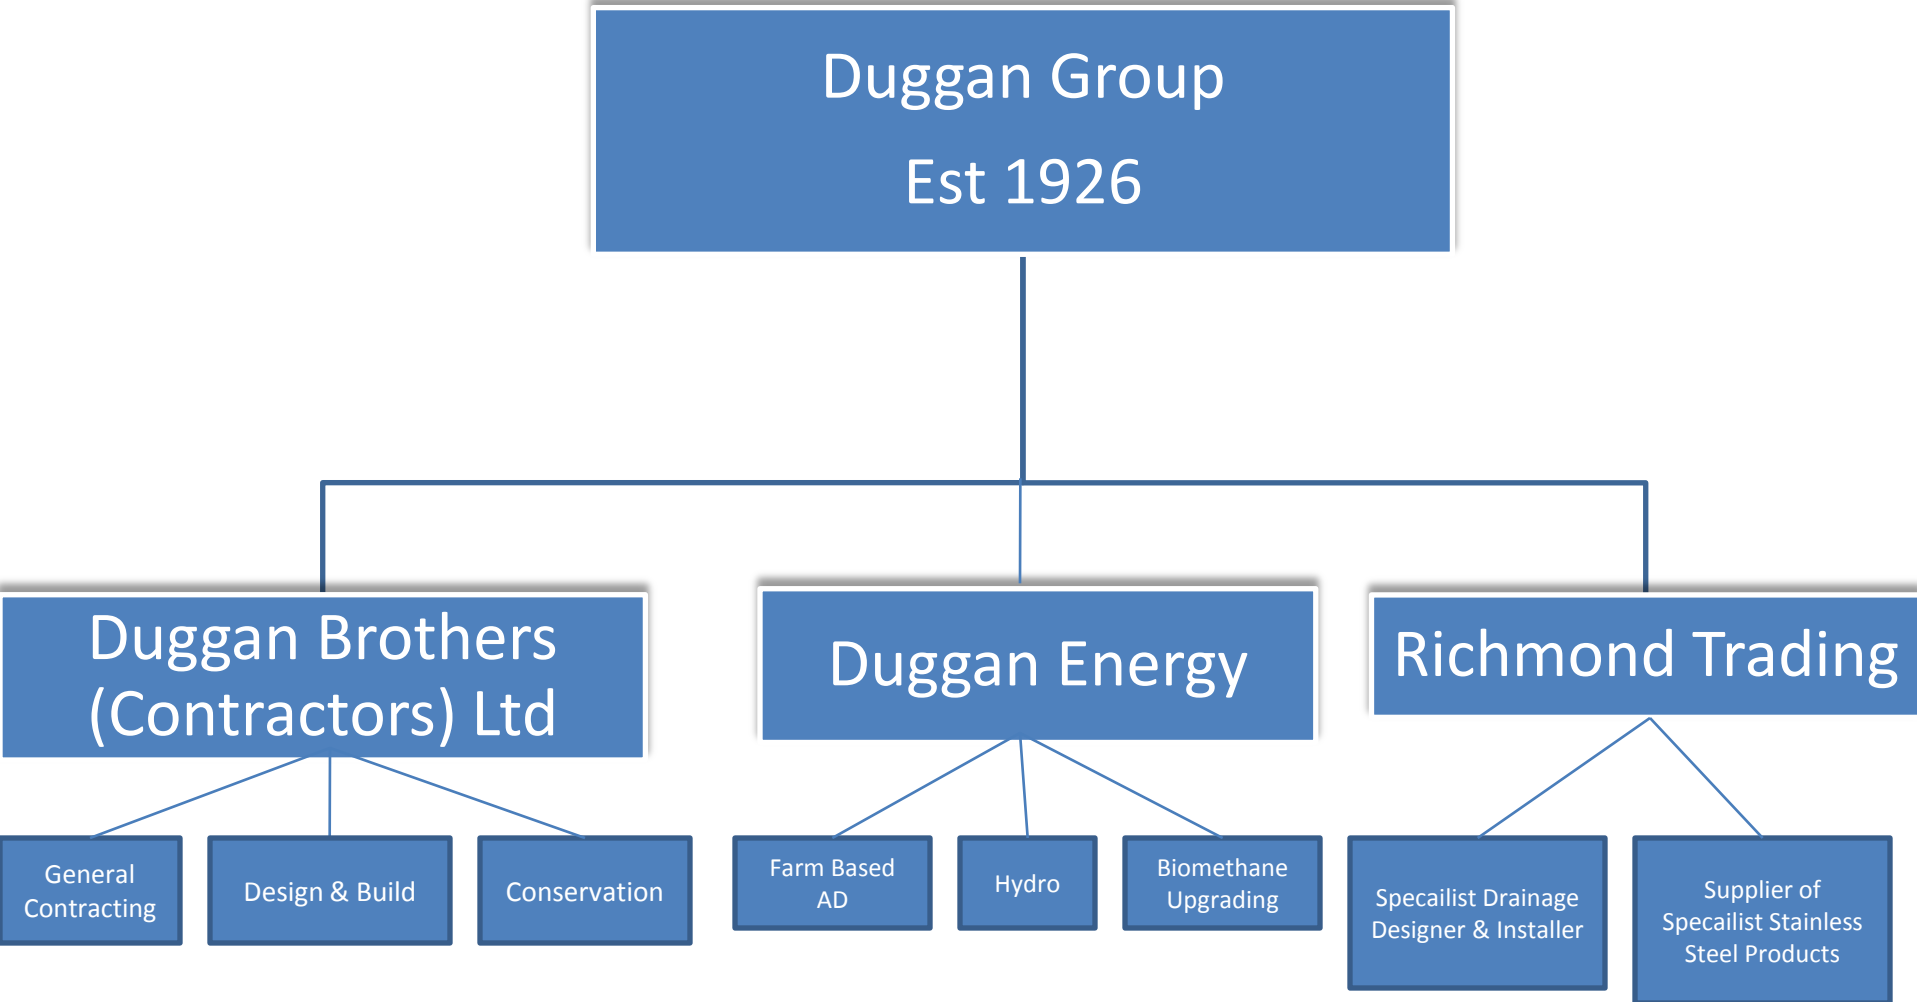 Duggan Group
Est 1926
Duggan Brothers
(Contractors) Ltd
Duggan Energy
Richmond Trading
General
Contracting
Design & Build
Conservation
Farm Based
AD
Hydro
Biomethane
Upgrading
Specailist Drainage
Designer & Installer
Supplier of
Specailist Stainless
Steel Products